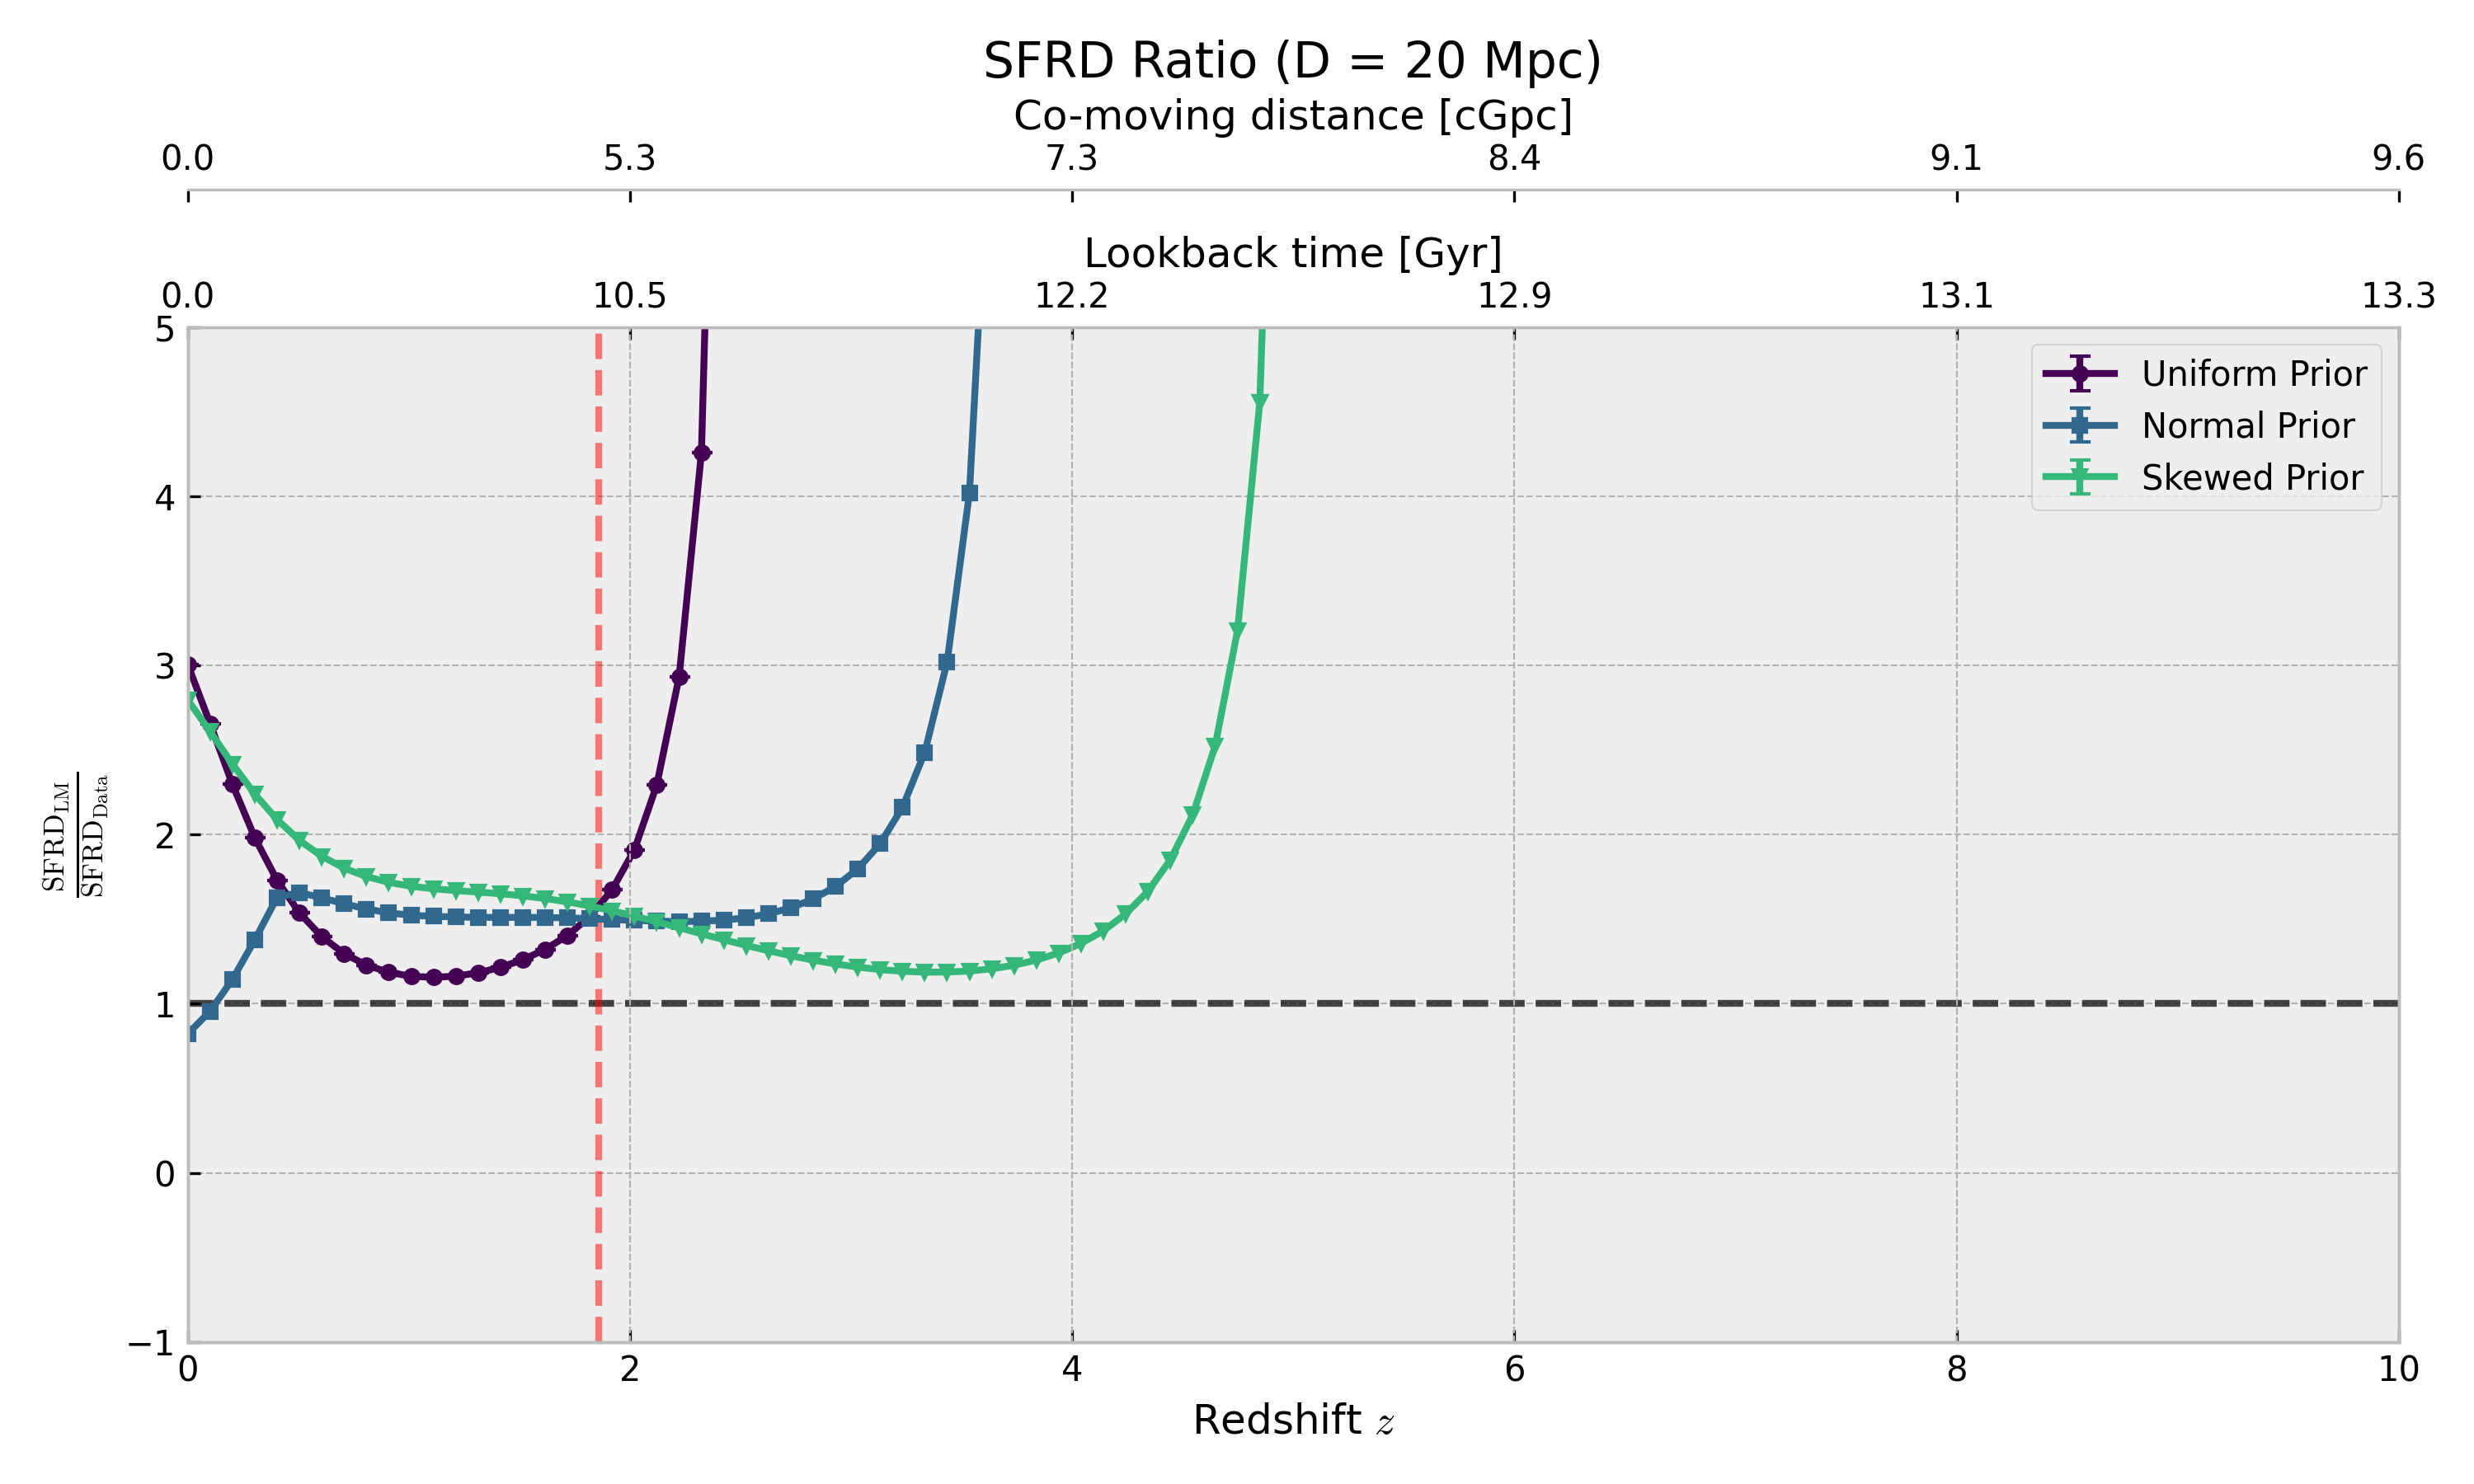 SFRD Ratio (D = 20 Mpc)
Co-moving distance [cGpc]
0.0 5.3 7.3 8.4 9.1 9.6
Lookback time [Gyr]
0.0 10.5 12.2 12.9 13.1 13.3
5
4
3
2
1
0
−1
SFRD_LM
SFRD_Data
Uniform Prior
Normal Prior
Skewed Prior
0 2 4 6 8 10
Redshift z